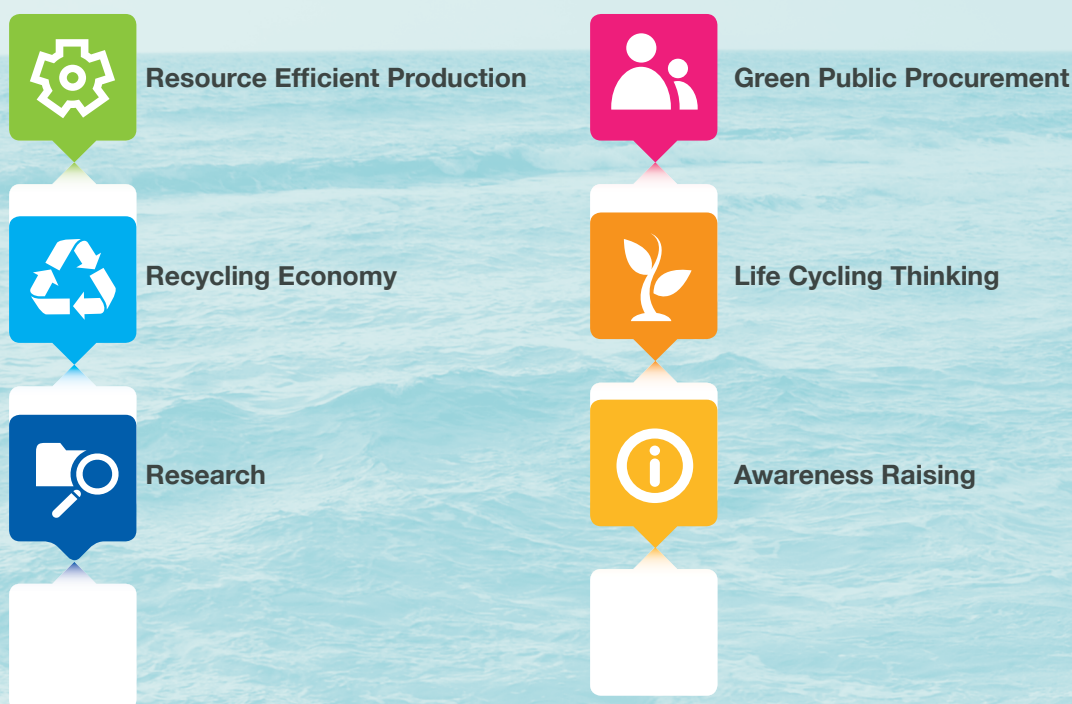 Resource Efficient Production
Recycling Economy
Research
Green Public Procurement
Life Cycling Thinking
Awareness Raising